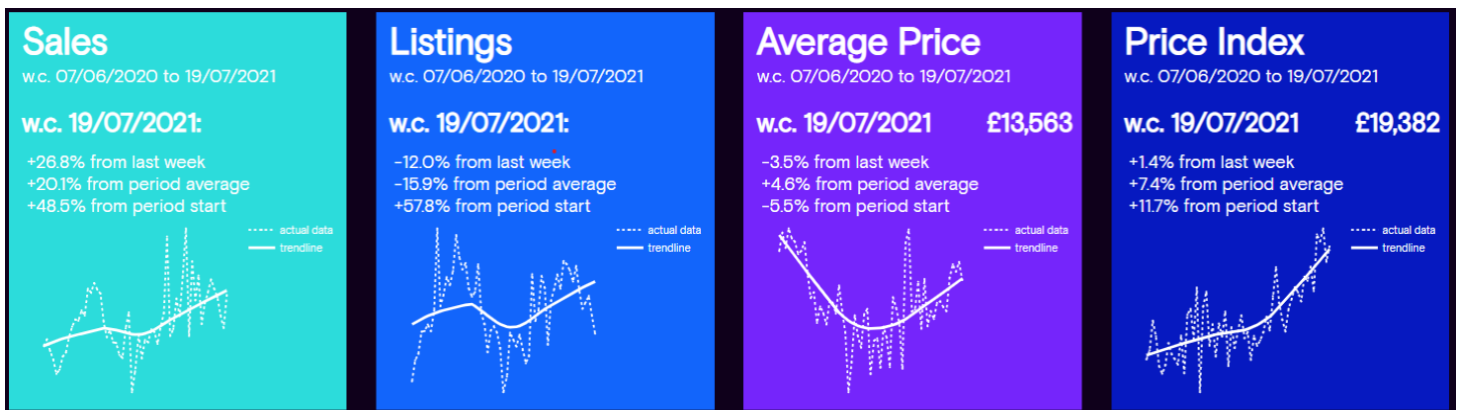 Sales
w.c. 07/06/2020 to 19/07/2021
w.c. 19/07/2021:
+26.8% from last week
+20.1% from period average
+48.5% from period start
actual data
trendline
Listings
w.c. 07/06/2020 to 19/07/2021
w.c. 19/07/2021:
-12.0% from last week
-15.9% from period average
+57.8% from period start
actual data
trendline
Average Price
w.c. 07/06/2020 to 19/07/2021
w.c. 19/07/2021 £13,563
-3.5% from last week
+4.6% from period average
-5.5% from period start
actual data
trendline
Price Index
w.c. 07/06/2020 to 19/07/2021
w.c. 19/07/2021 £19,382
+1.4% from last week
+7.4% from period average
+11.7% from period start
actual data
trendline